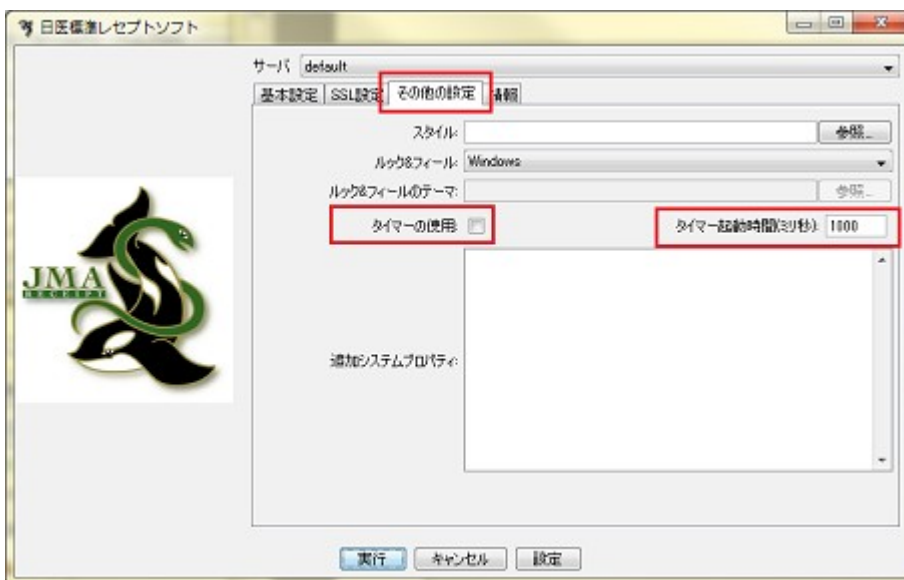 日医標準レセプトソフト
サーバ default
基本設定 SSL設定 その他の設定 情報
スタイル: 参照...
ルック&フィール: Windows
ルック&フィールのテーマ: 参照...
タイマーの使用: タイマー起動時間(ミリ秒): 1000
JMA
RECEIPT
追加システムプロパティ:
実行 キャンセル 設定